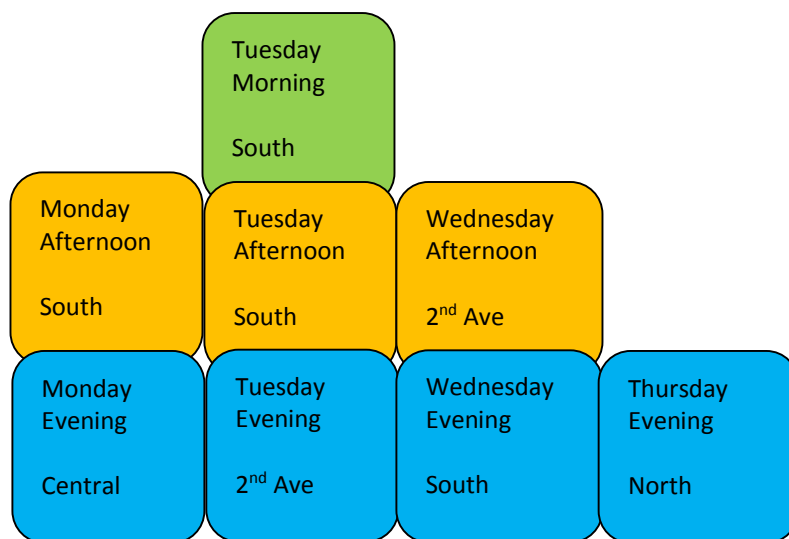 Tuesday
Morning
South
Monday
Afternoon
South
Tuesday
Afternoon
South
Wednesday
Afternoon
2nd Ave
Monday
Evening
Central
Tuesday
Evening
2nd Ave
Wednesday
Evening
South
Thursday
Evening
North